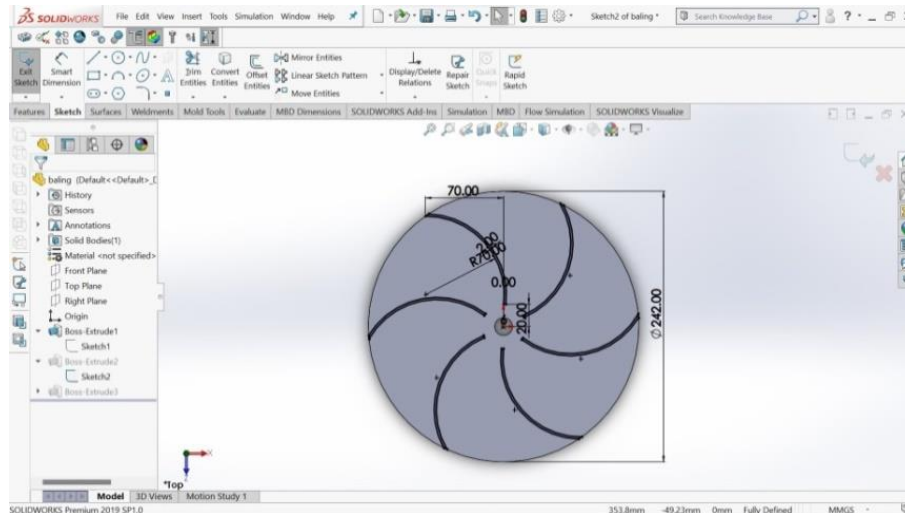 SOLIDWORKS File Edit View Insert Tools Simulation Window Help Sketch2 of baling * Search Knowledge Base
Exit Sketch
Smart Dimension
Trim Entities
Convert Entities
Offset Entities
Mirror Entities
Linear Sketch Pattern
Move Entities
Display/Delete Relations
Repair Sketch
Quick Snaps
Rapid Sketch
Features Sketch Surfaces Weldments Mold Tools Evaluate MBD Dimensions SOLIDWORKS Add-Ins Simulation MBD Flow Simulation SOLIDWORKS Visualize
baling (Default<<Default>_D
History
Sensors
Annotations
Solid Bodies(1)
Material <not specified>
Front Plane
Top Plane
Right Plane
Origin
Boss-Extrude1
Sketch1
Boss-Extrude2
Sketch2
Boss-Extrude3
70.00
2.00
R70.00
0.00
20.00
Ø242.00
*Top
Model 3D Views Motion Study 1
SOLIDWORKS Premium 2019 SP1.0 353.8mm -49.23mm 0mm Fully Defined MMGS